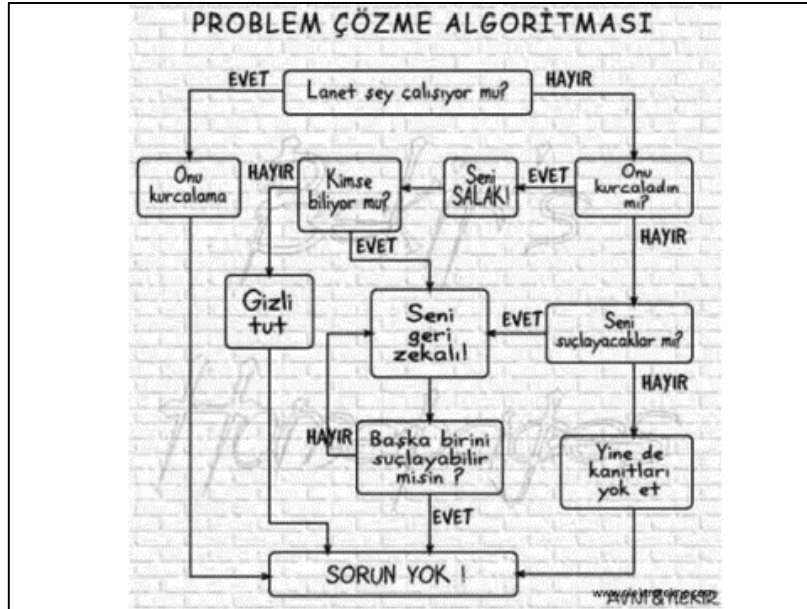 PROBLEM ÇÖZME ALGORİTMASI
EVET
Lanet şey çalışıyor mu?
HAYIR
Onu
kurcalama
HAYIR
Kimse
biliyor mu?
Seni
SALAK!
EVET
Onu
kurcaladın
mı?
EVET
HAYIR
Gizli
tut
Seni
geri
zekalı!
EVET
Seni
suçlayacaklar mı?
HAYIR
HAYIR
Başka birini
suçlayabilir
misin ?
Yine de
kanıtları
yok et
EVET
SORUN YOK !